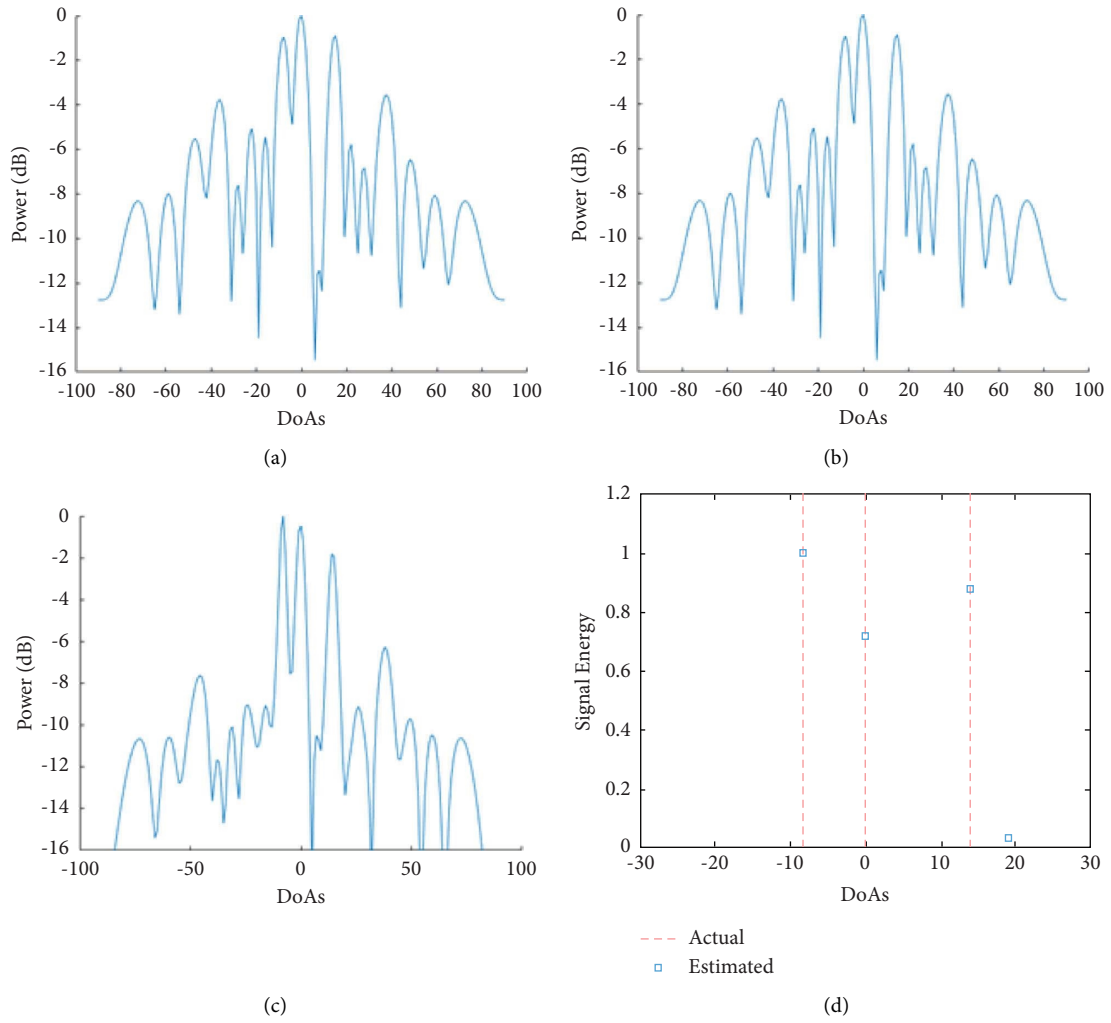 0
-2
-4
-6
-8
-10
-12
-14
-16
Power (dB)
-100 -80 -60 -40 -20 0 20 40 60 80 100
DoAs
(a)
0
-2
-4
-6
-8
-10
-12
-14
-16
Power (dB)
-100 -80 -60 -40 -20 0 20 40 60 80 100
DoAs
(b)
0
-2
-4
-6
-8
-10
-12
-14
-16
Power (dB)
-100 -50 0 50 100
DoAs
(c)
1.2
1
0.8
0.6
0.4
0.2
0
Signal Energy
-30 -20 -10 0 10 20 30
DoAs
Actual
Estimated
(d)